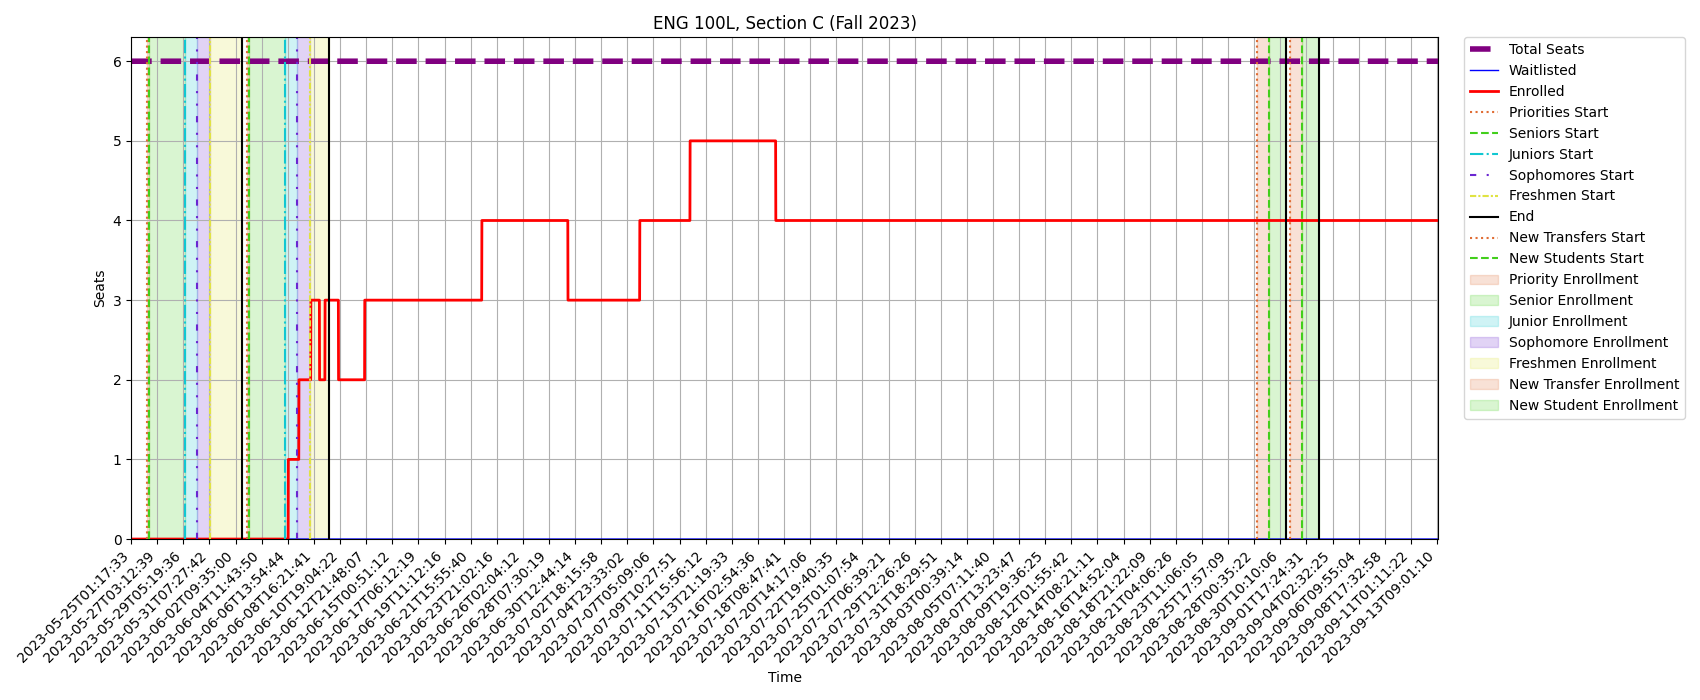 ENG 100L, Section C (Fall 2023)
Seats
6
5
4
3
2
1
0
2023-05-25T01:17:33
2023-05-27T03:12:39
2023-05-29T05:19:36
2023-05-31T07:27:42
2023-06-02T09:35:00
2023-06-04T11:43:50
2023-06-06T13:54:44
2023-06-08T16:21:41
2023-06-10T19:04:22
2023-06-12T21:48:07
2023-06-15T00:51:12
2023-06-17T06:12:19
2023-06-19T11:12:16
2023-06-21T15:55:40
2023-06-23T21:02:16
2023-06-26T02:04:12
2023-06-28T07:30:19
2023-06-30T12:44:14
2023-07-02T18:15:58
2023-07-04T23:33:02
2023-07-07T05:09:06
2023-07-09T10:27:51
2023-07-11T15:56:12
2023-07-13T21:19:33
2023-07-16T02:54:36
2023-07-18T08:47:41
2023-07-20T14:17:06
2023-07-22T19:40:35
2023-07-25T01:07:54
2023-07-27T06:39:21
2023-07-29T12:26:26
2023-07-31T18:29:51
2023-08-03T00:39:14
2023-08-05T07:11:40
2023-08-07T13:23:47
2023-08-09T19:36:25
2023-08-12T01:55:42
2023-08-14T08:21:11
2023-08-16T14:52:04
2023-08-18T21:22:09
2023-08-21T04:06:26
2023-08-23T11:06:05
2023-08-25T17:57:09
2023-08-28T00:35:22
2023-08-30T10:10:06
2023-09-01T17:24:31
2023-09-04T02:32:25
2023-09-06T09:55:04
2023-09-08T17:32:58
2023-09-11T01:11:22
2023-09-13T09:01:10
Time
Total Seats
Waitlisted
Enrolled
Priorities Start
Seniors Start
Juniors Start
Sophomores Start
Freshmen Start
End
New Transfers Start
New Students Start
Priority Enrollment
Senior Enrollment
Junior Enrollment
Sophomore Enrollment
Freshmen Enrollment
New Transfer Enrollment
New Student Enrollment